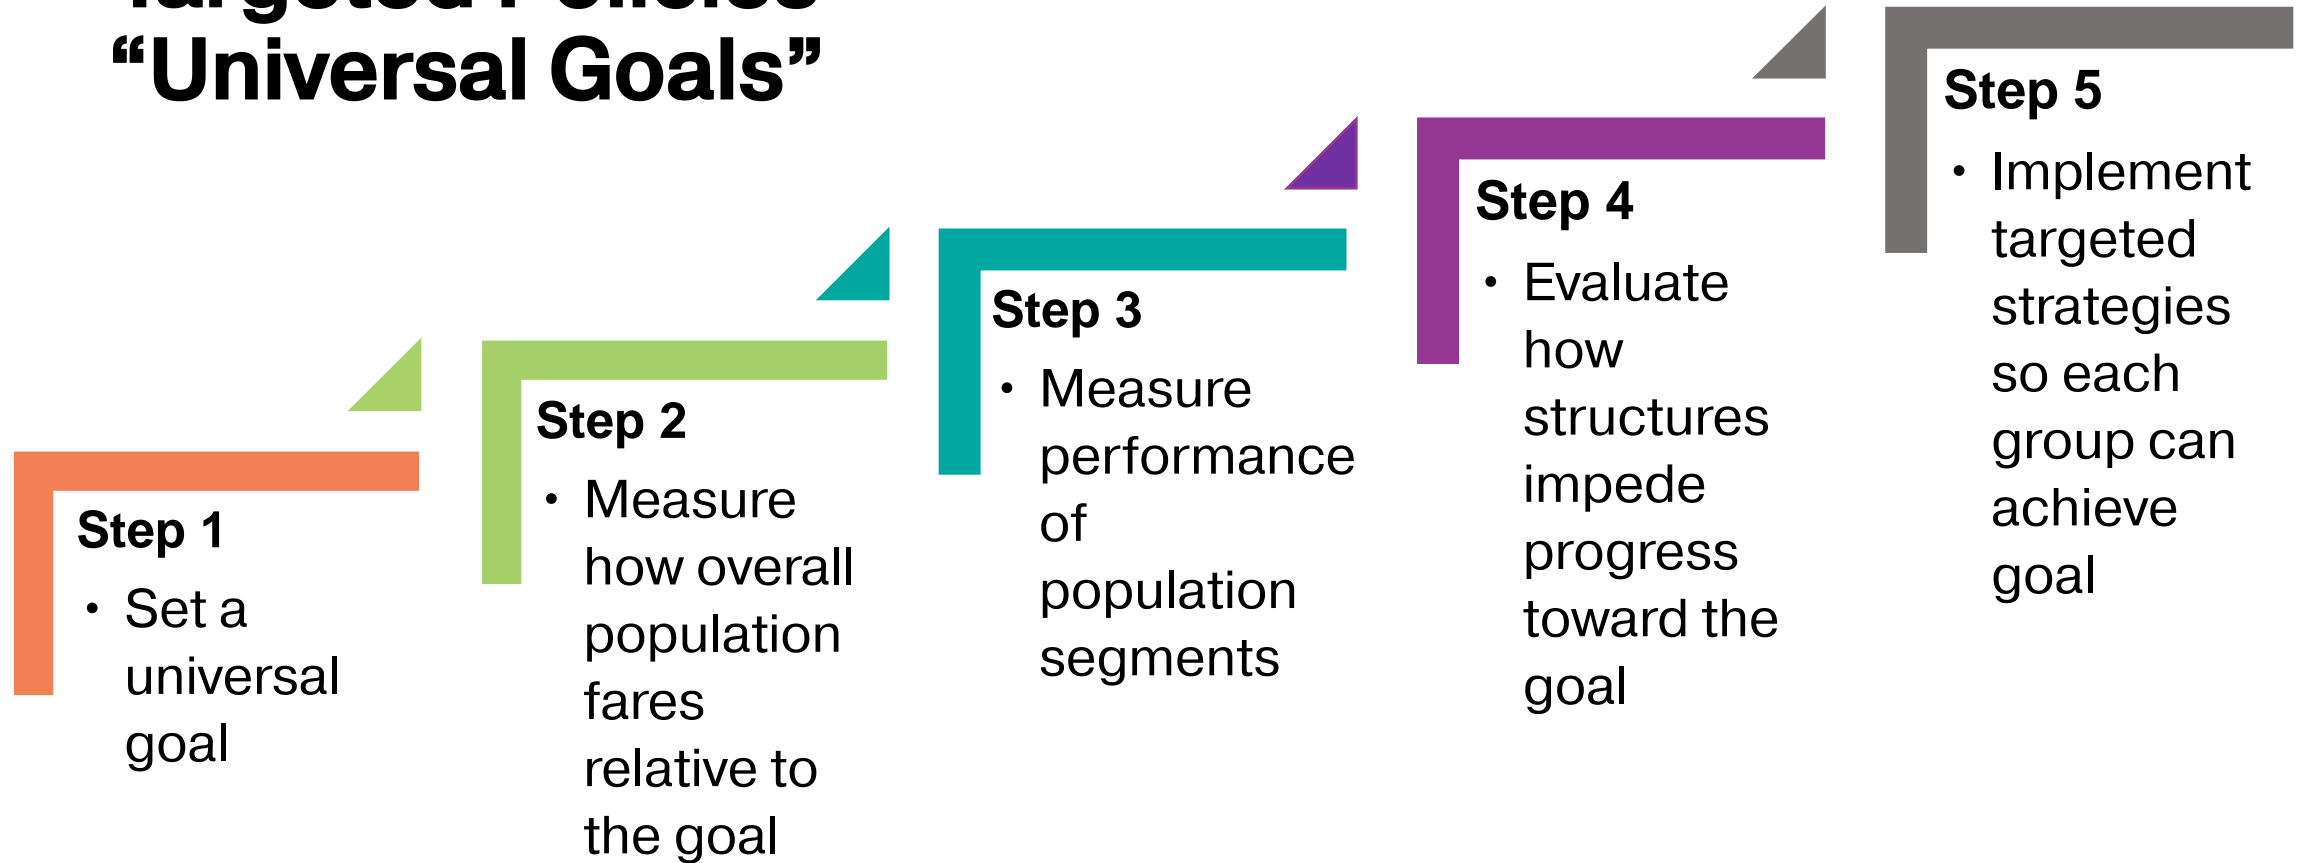 Targeted Policies
“Universal Goals”
Step 1
• Set a
universal
goal
Step 2
• Measure
how overall
population
fares
relative to
the goal
Step 3
• Measure
performance
of
population
segments
Step 4
• Evaluate
how
structures
impede
progress
toward the
goal
Step 5
• Implement
targeted
strategies
so each
group can
achieve
goal